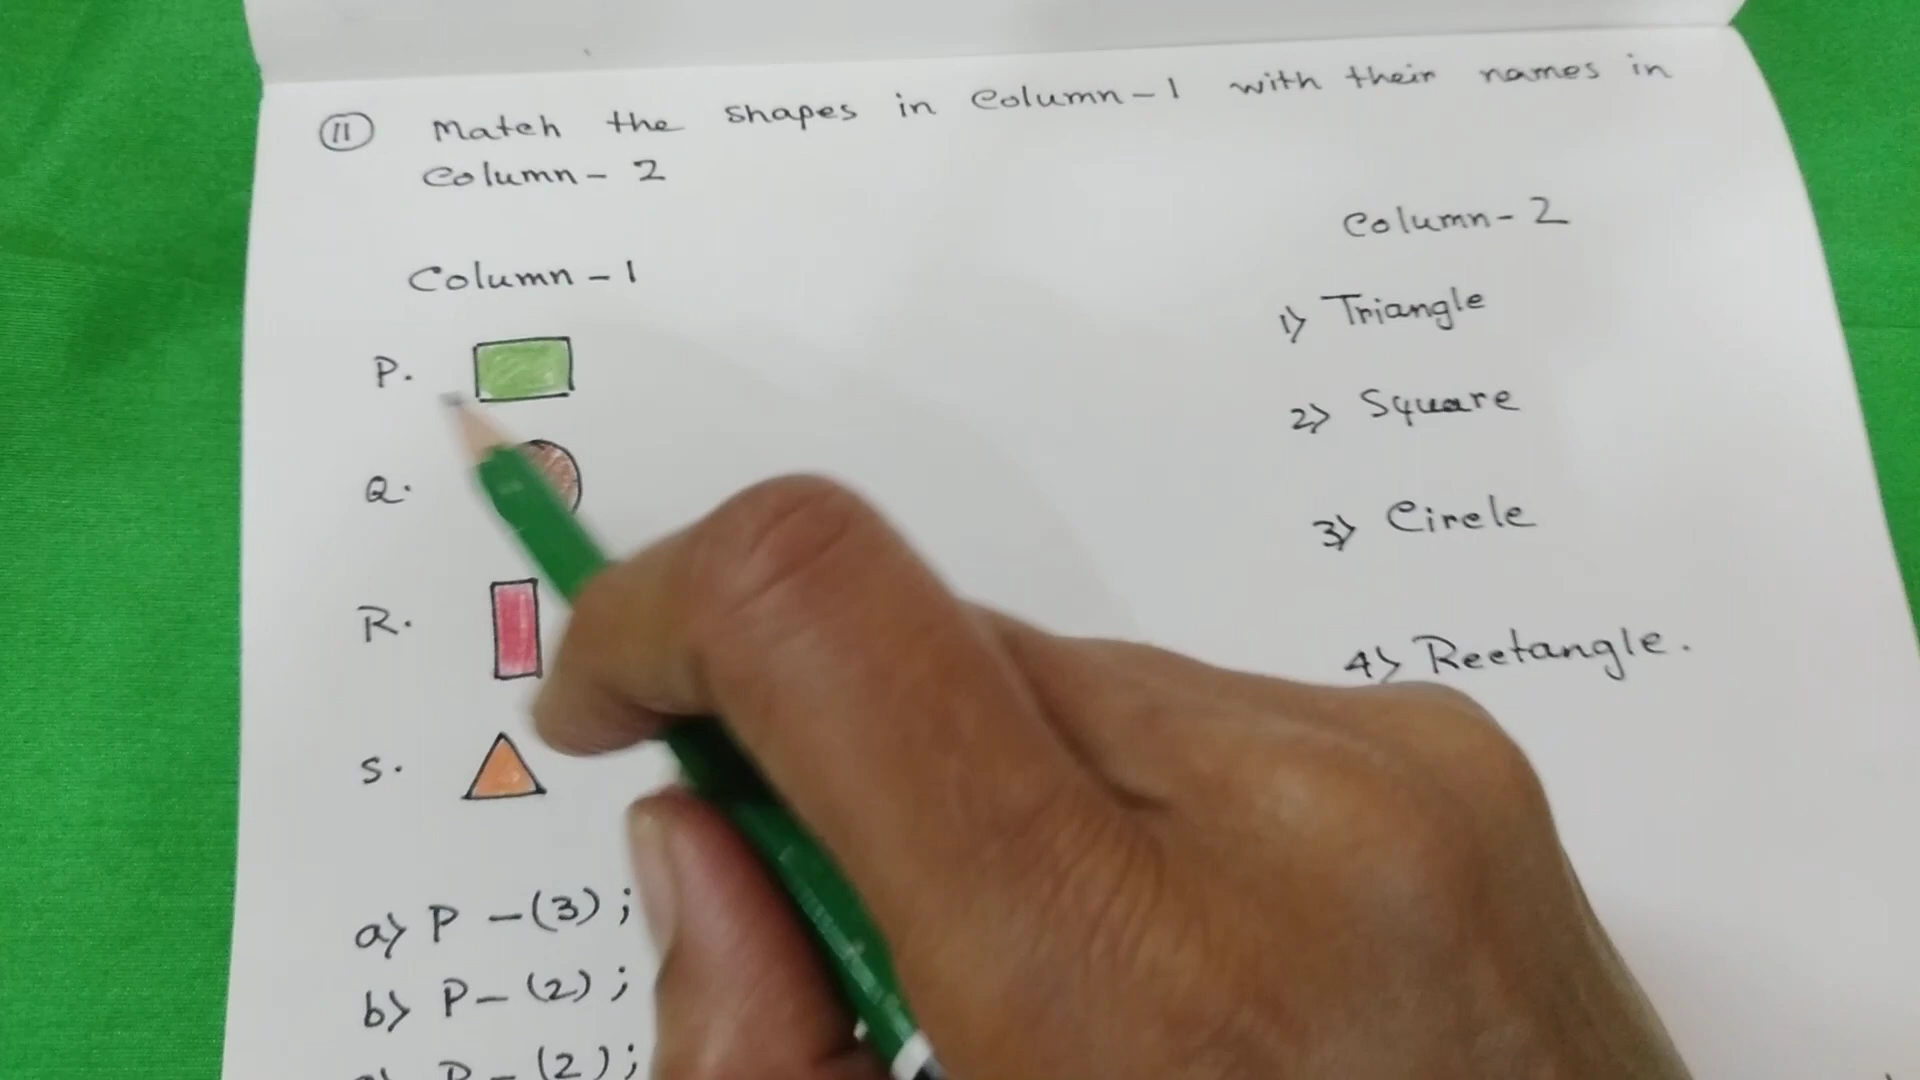 11 Match the shapes in Column-1 with their names in
Column-2
Column-2
Column-1
1) Triangle
P.
2) Square
Q.
3) Circle
R.
4) Rectangle.
S.
a) P-(3);
b) P-(2);
P-(2);